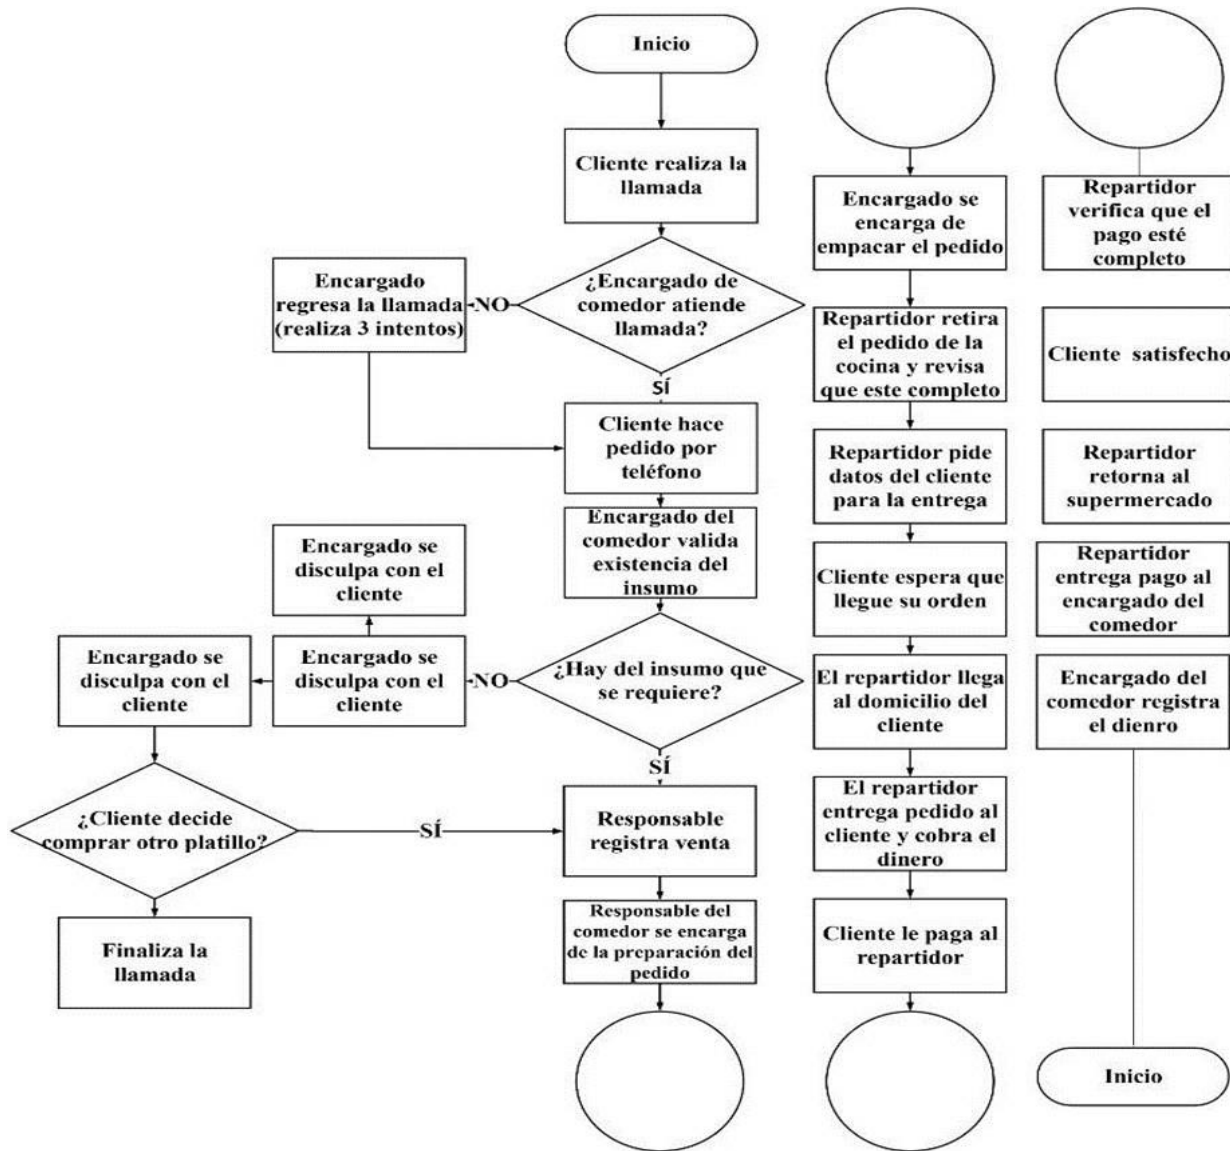 Inicio
Cliente realiza la
llamada
¿Encargado de
comedor atiende
llamada?
NO
Encargado
regresa la llamada
(realiza 3 intentos)
SÍ
Cliente hace
pedido por
teléfono
Encargado del
comedor valida
existencia del
insumo
¿Hay del insumo que
se requiere?
NO
Encargado se
disculpa con el
cliente
Encargado se
disculpa con el
cliente
Encargado se
disculpa con el
cliente
¿Cliente decide
comprar otro platillo?
SÍ
Finaliza la
llamada
SÍ
Responsable
registra venta
Responsable del
comedor se encarga
de la preparación del
pedido
Encargado se
encarga de
empacar el pedido
Repartidor retira
el pedido de la
cocina y revisa
que este completo
Repartidor pide
datos del cliente
para la entrega
Cliente espera que
llegue su orden
El repartidor llega
al domicilio del
cliente
El repartidor
entrega pedido al
cliente y cobra el
dinero
Cliente le paga al
repartidor
Repartidor
verifica que el
pago esté
completo
Cliente satisfecho
Repartidor
retorna al
supermercado
Repartidor
entrega pago al
encargado del
comedor
Encargado del
comedor registra
el dienro
Inicio